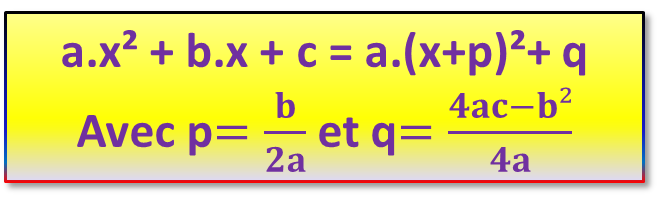 a.x² + b.x + c = a.(x+p)²+ q
Avec p= b/2a et q= 4ac−b²/4a